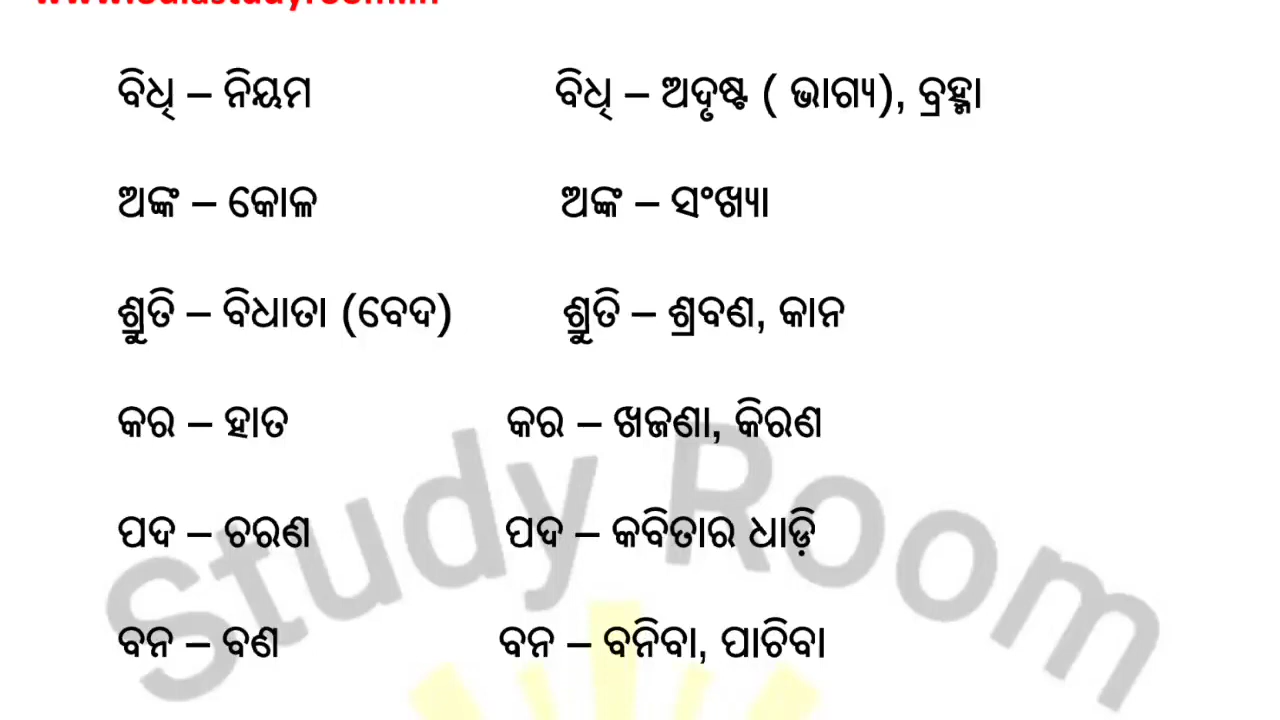 ବିଧି – ନିୟମ ବିଧି – ଅଦୃଷ୍ଟ ( ଭାଗ୍ୟ), ବ୍ରହ୍ମା
ଅଙ୍କ – କୋଳ ଅଙ୍କ – ସଂଖ୍ୟା
ଶ୍ରୁତି – ବିଧାତା (ବେଦ) ଶ୍ରୁତି – ଶ୍ରବଣ, କାନ
କର – ହାତ କର – ଖଜଣା, କିରଣ
ପଦ – ଚରଣ ପଦ – କବିତାର ଧାଡ଼ି
ବନ – ବଣ ବନ – ବନିବା, ପାଚିବା
Study Room